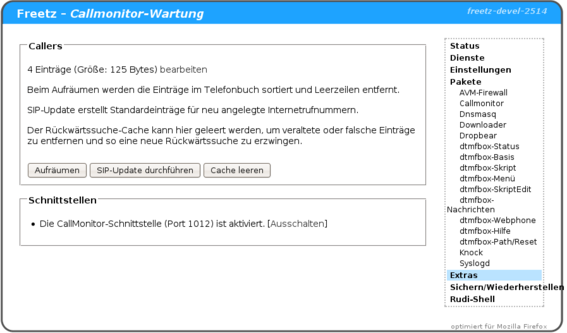 Freetz – Callmonitor-Wartung
freetz-devel-2514
Callers
4 Einträge (Größe: 125 Bytes) bearbeiten
Beim Aufräumen werden die Einträge im Telefonbuch sortiert und Leerzeilen entfernt.
SIP-Update erstellt Standardeinträge für neu angelegte Internetrufnummern.
Der Rückwärtssuche-Cache kann hier geleert werden, um veraltete oder falsche Einträge
zu entfernen und so eine neue Rückwärtssuche zu erzwingen.
Aufräumen
SIP-Update durchführen
Cache leeren
Schnittstellen
• Die CallMonitor-Schnittstelle (Port 1012) ist aktiviert. [Ausschalten]
Status
Dienste
Einstellungen
Pakete
AVM-Firewall
Callmonitor
Dnsmasq
Downloader
Dropbear
dtmfbox-Status
dtmfbox-Basis
dtmfbox-Skript
dtmfbox-Menü
dtmfbox-SkriptEdit
dtmfbox-
Nachrichten
dtmfbox-Webphone
dtmfbox-Hilfe
dtmfbox-Path/Reset
Knock
Syslogd
Extras
Sichern/Wiederherstellen
Rudi-Shell
optimiert für Mozilla Firefox